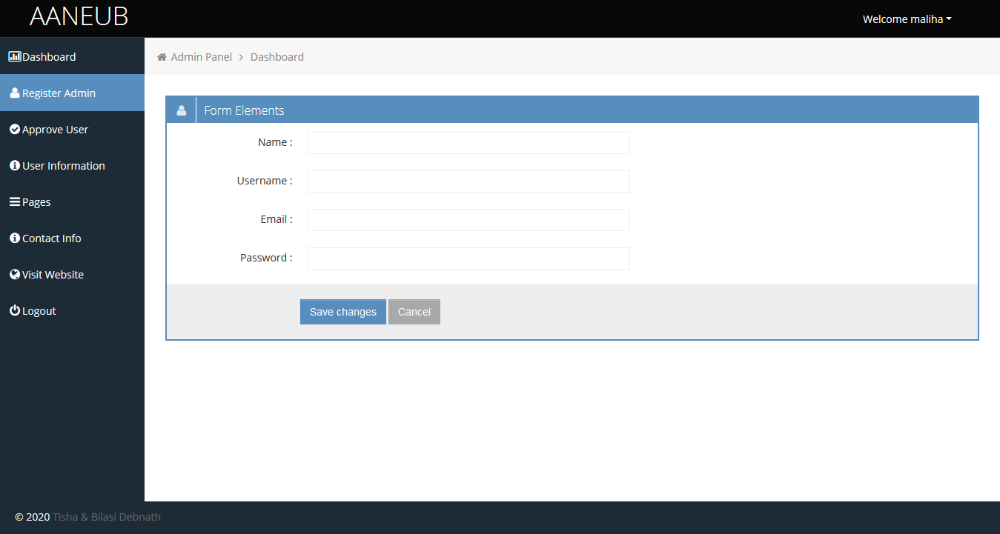 AANEUB
Welcome maliha
Dashboard
Register Admin
Approve User
User Information
Pages
Contact Info
Visit Website
Logout
Admin Panel > Dashboard
Form Elements
Name :
Username :
Email :
Password :
Save changes Cancel
© 2020 Tisha & Bilasi Debnath